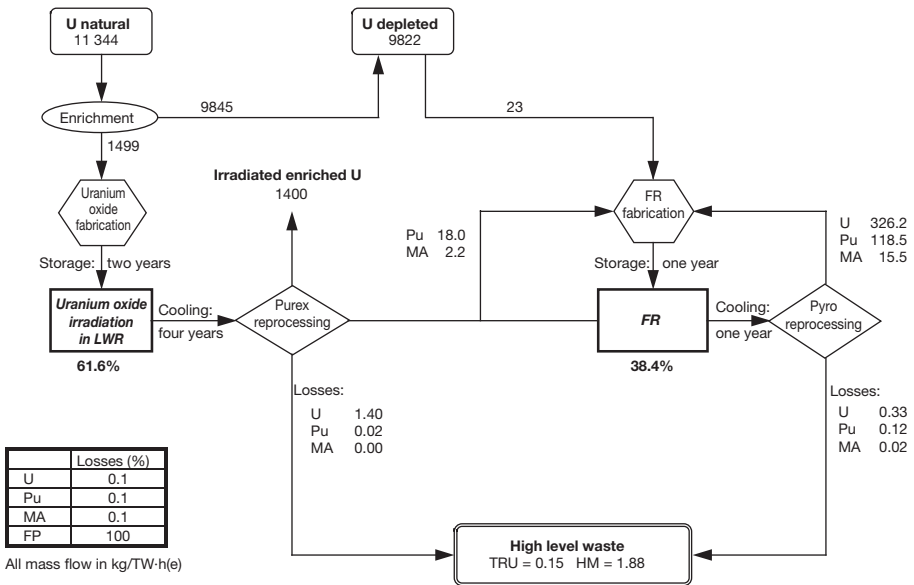 U natural
11 344
U depleted
9822
Enrichment
9845
23
1499
Uranium
oxide
fabrication
Irradiated enriched U
1400
FR
fabrication
Pu 18.0
MA 2.2
U 326.2
Pu 118.5
MA 15.5
Storage: two years
Storage: one year
Uranium oxide
irradiation
in LWR
Cooling:
four years
Purex
reprocessing
FR
Cooling:
one year
Pyro
reprocessing
61.6%
38.4%
Losses:
U 1.40
Pu 0.02
MA 0.00
Losses:
U 0.33
Pu 0.12
MA 0.02
Losses (%)
U 0.1
Pu 0.1
MA 0.1
FP 100
All mass flow in kg/TW·h(e)
High level waste
TRU = 0.15 HM = 1.88